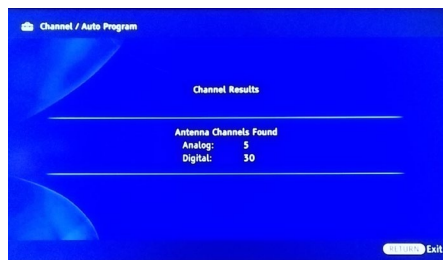 Channel / Auto Program
Channel Results
Antenna Channels Found
Analog: 5
Digital: 30
RETURN Exit